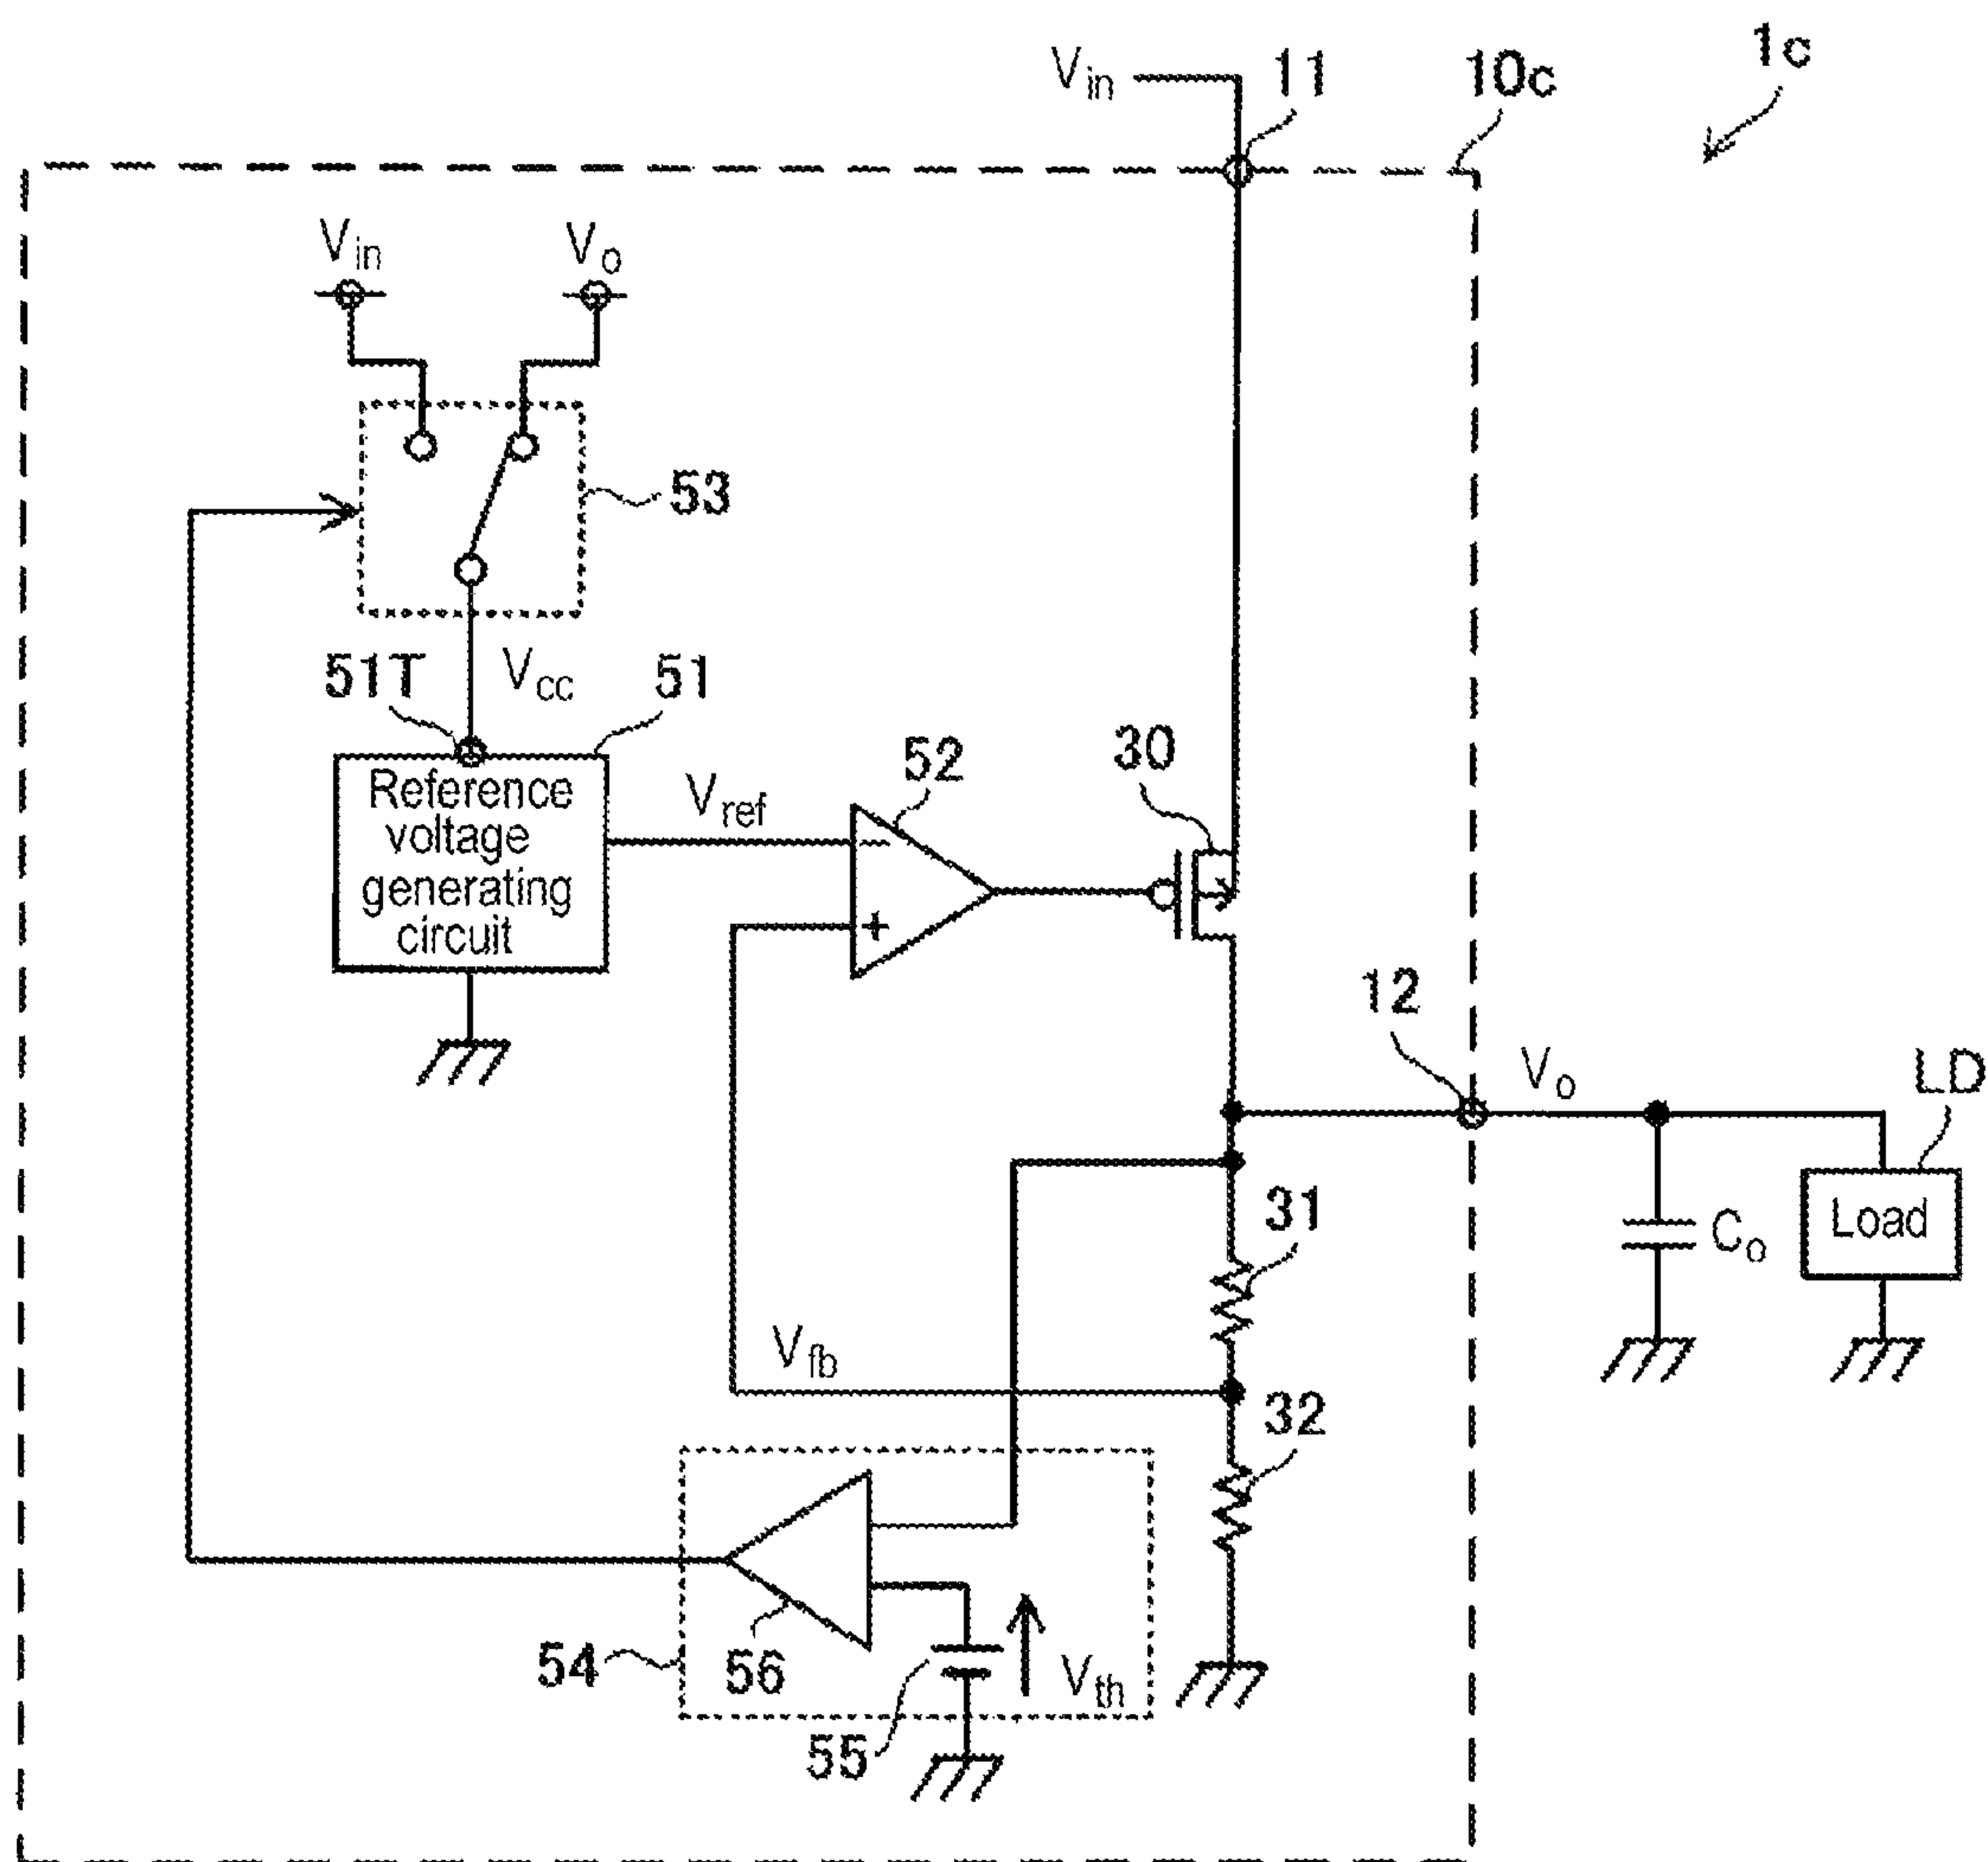 1c
Vin
11
10c
Vin
Vo
53
51T
Vcc
51
Reference
voltage
generating
circuit
Vref
52
30
−
+
12
Vo
LD
31
Load
Co
Vfb
32
54
56
Vth
55